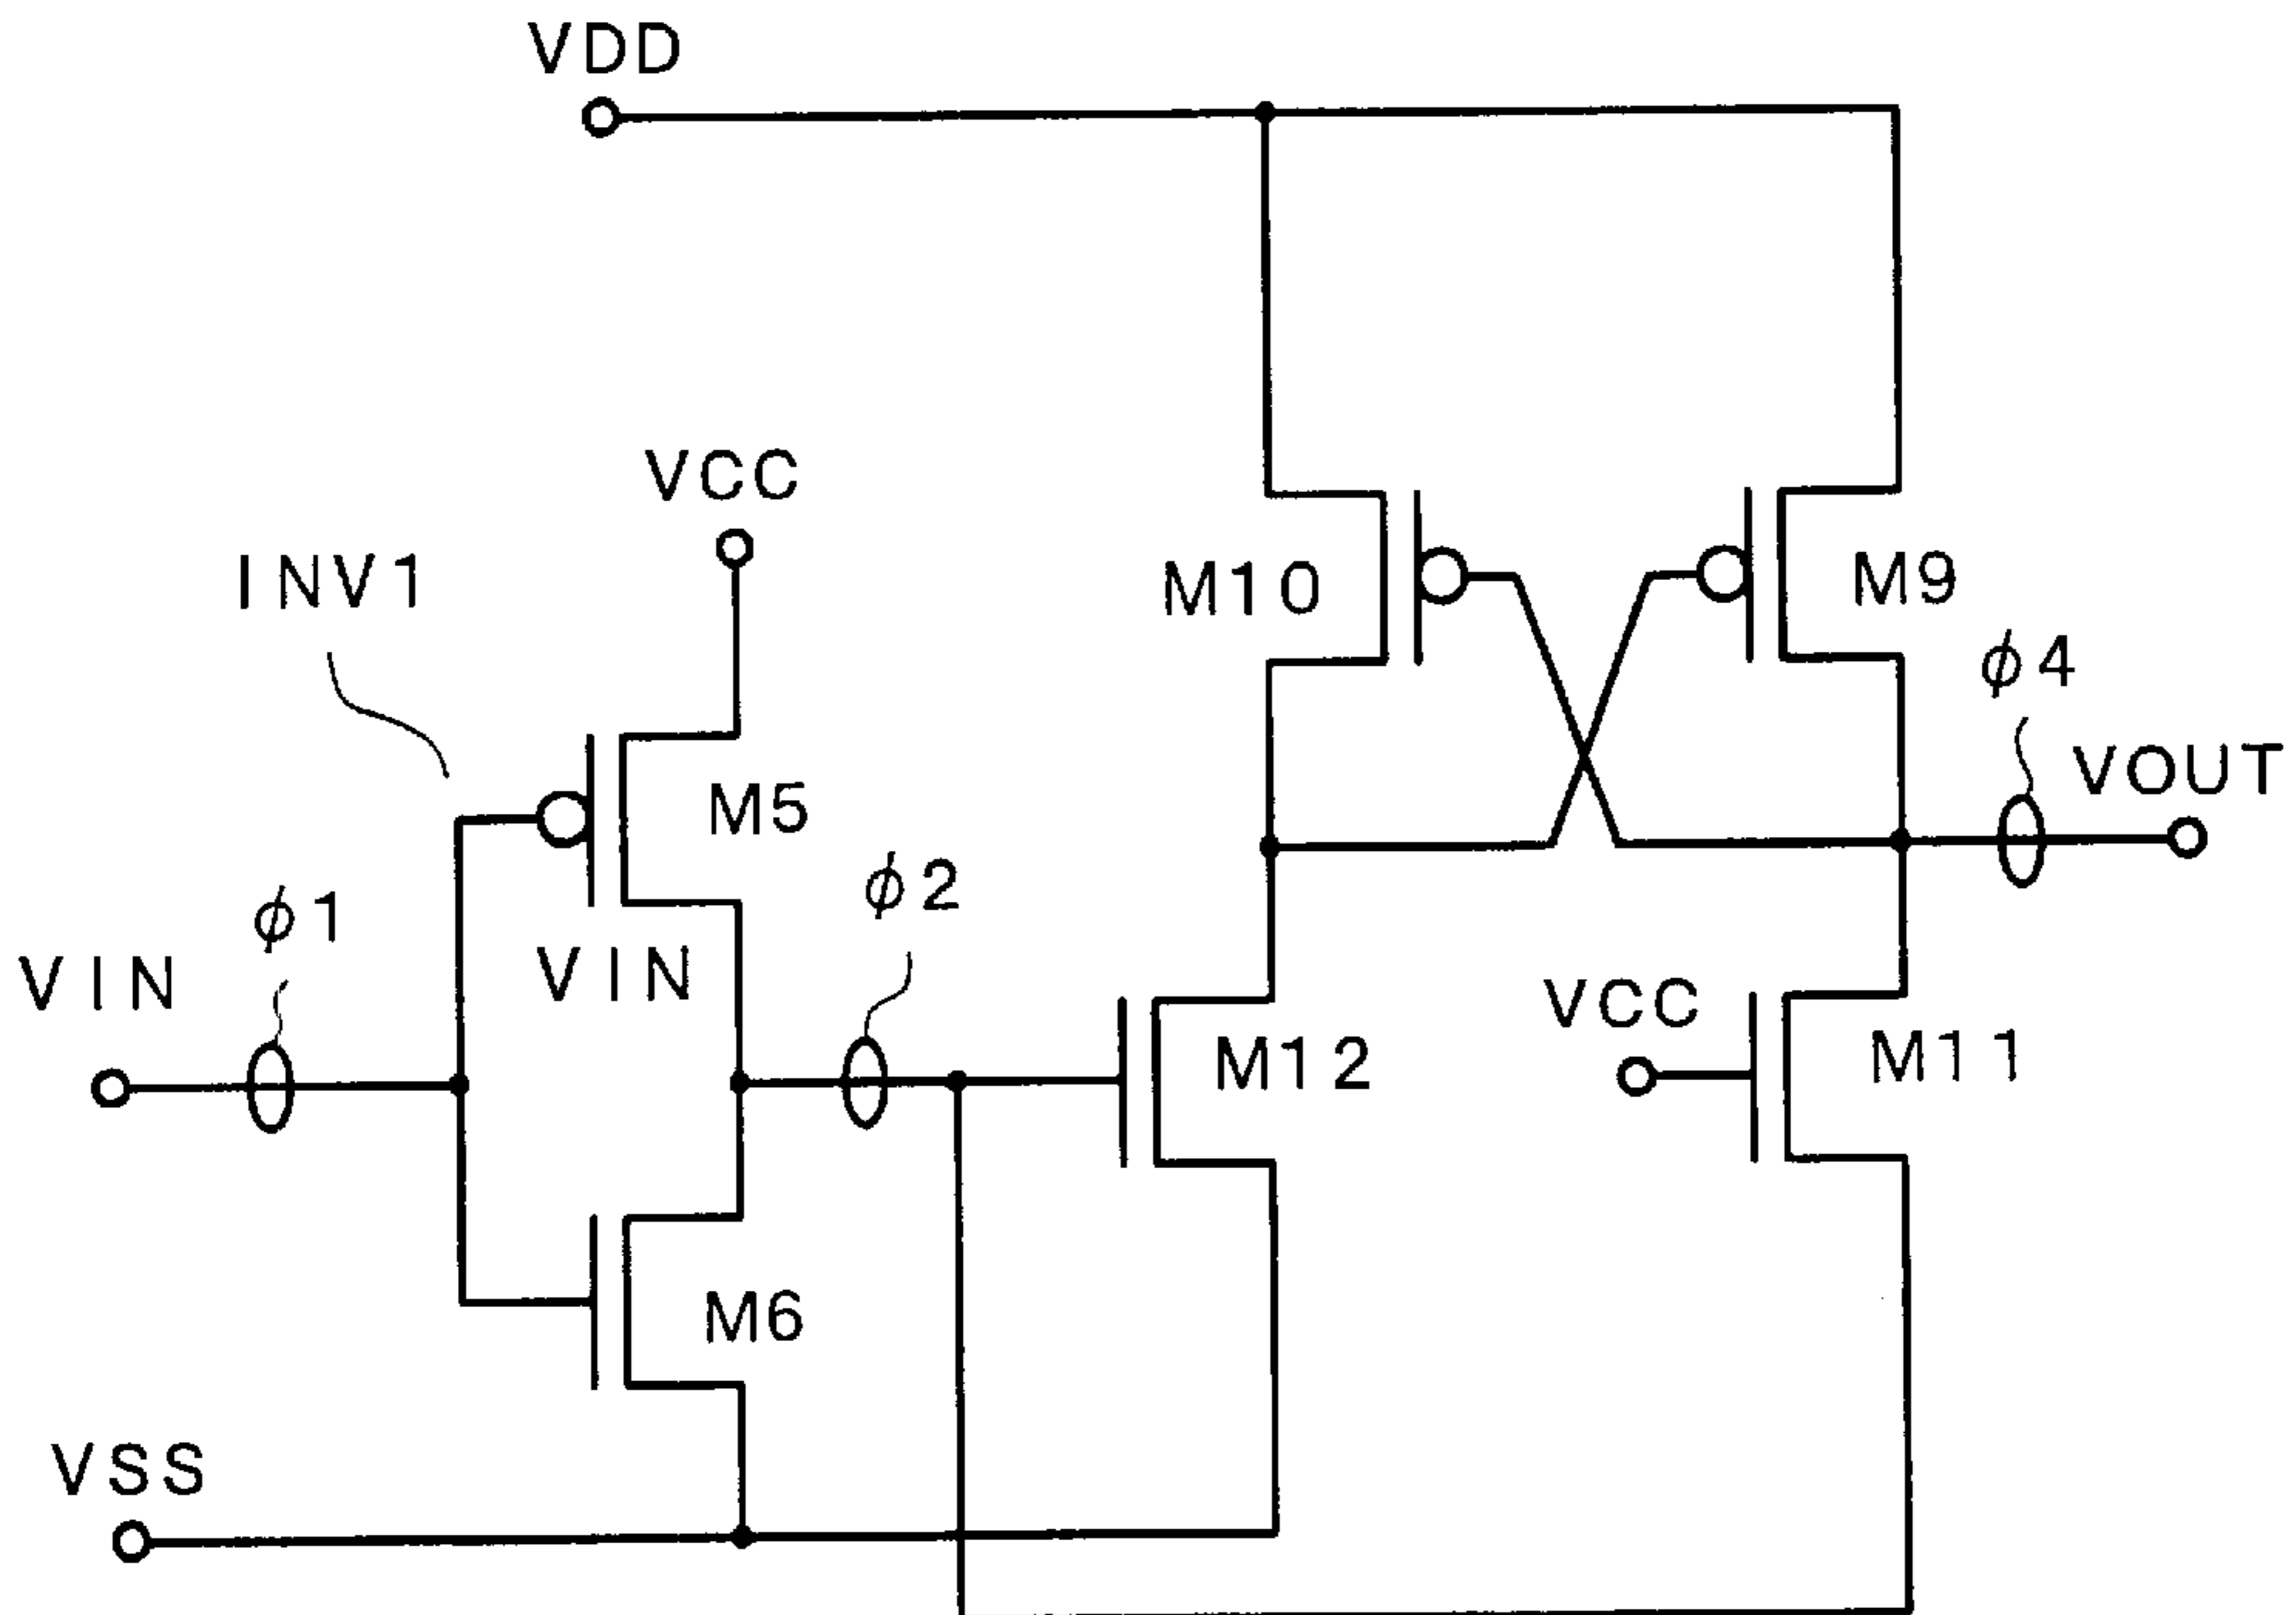 VDD
VCC
INV1
M10
M9
ϕ4
VOUT
M5
ϕ2
ϕ1
VIN
VIN
VCC
M12
M11
M6
VSS